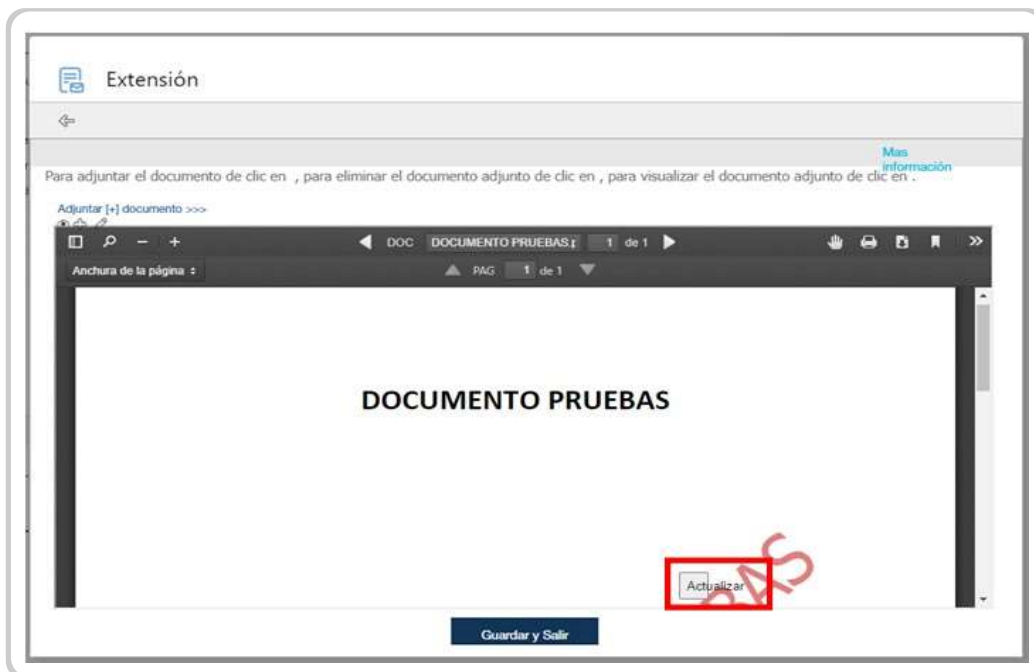 Extensión
Mas
información
Para adjuntar el documento de clic en , para eliminar el documento adjunto de clic en , para visualizar el documento adjunto de clic en .
Adjuntar [+] documento >>>
DOC DOCUMENTO PRUEBAS.p 1 de 1
Anchura de la página PAG 1 de 1
DOCUMENTO PRUEBAS
Actualizar
Guardar y Salir